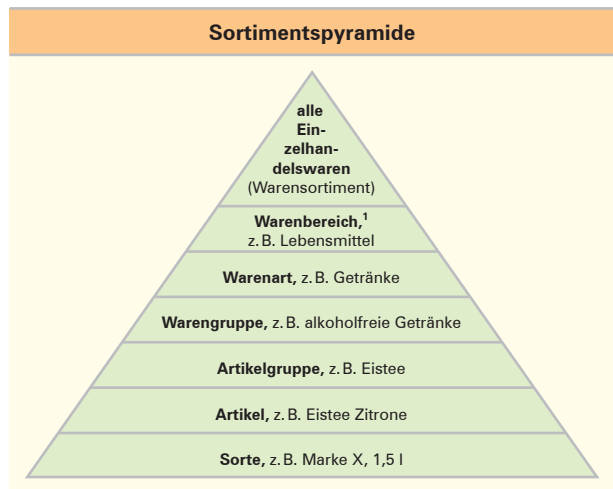 Sortimentspyramide
alle
Ein-
zelhan-
delswaren
(Warensortiment)
Warenbereich,¹
z. B. Lebensmittel
Warenart, z. B. Getränke
Warengruppe, z. B. alkoholfreie Getränke
Artikelgruppe, z. B. Eistee
Artikel, z. B. Eistee Zitrone
Sorte, z. B. Marke X, 1,5 l